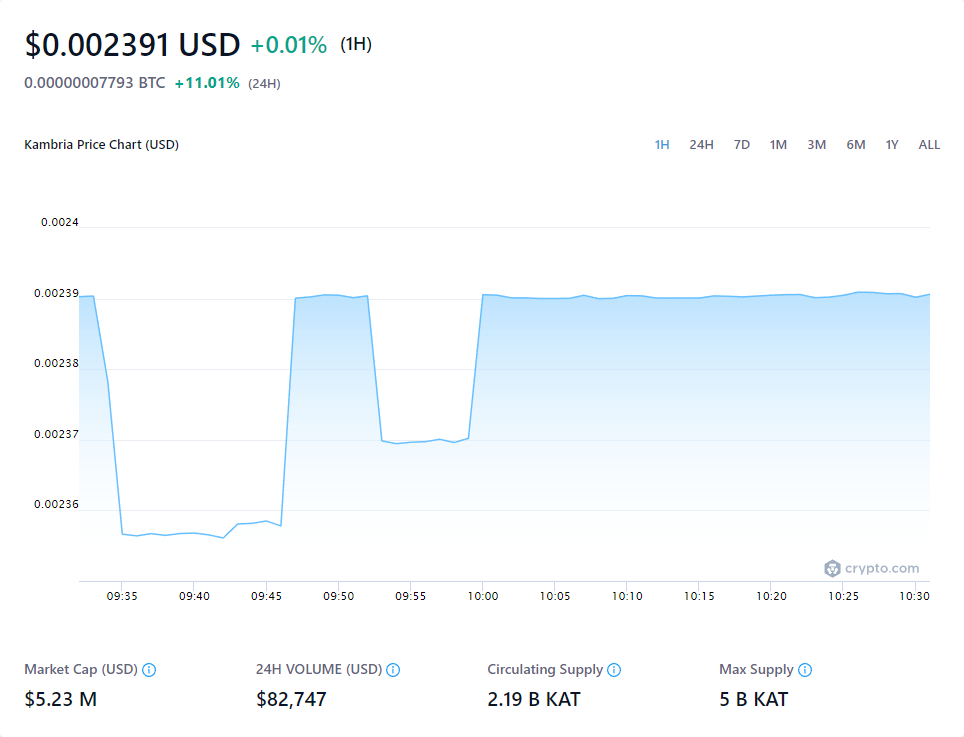 $0.002391 USD +0.01% (1H)
0.00000007793 BTC +11.01% (24H)
Kambria Price Chart (USD) 1H 24H 7D 1M 3M 6M 1Y ALL
0.0024
0.00239
0.00238
0.00237
0.00236
crypto.com
09:35 09:40 09:45 09:50 09:55 10:00 10:05 10:10 10:15 10:20 10:25 10:30
Market Cap (USD) 24H VOLUME (USD) Circulating Supply Max Supply
$5.23 M $82,747 2.19 B KAT 5 B KAT